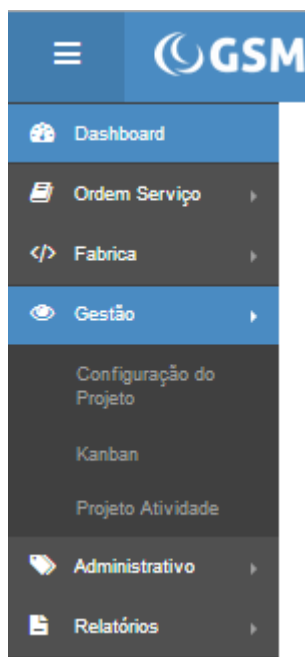 GSM
Dashboard
Ordem Serviço
Fabrica
Gestão
Configuração do
Projeto
Kanban
Projeto Atividade
Administrativo
Relatórios